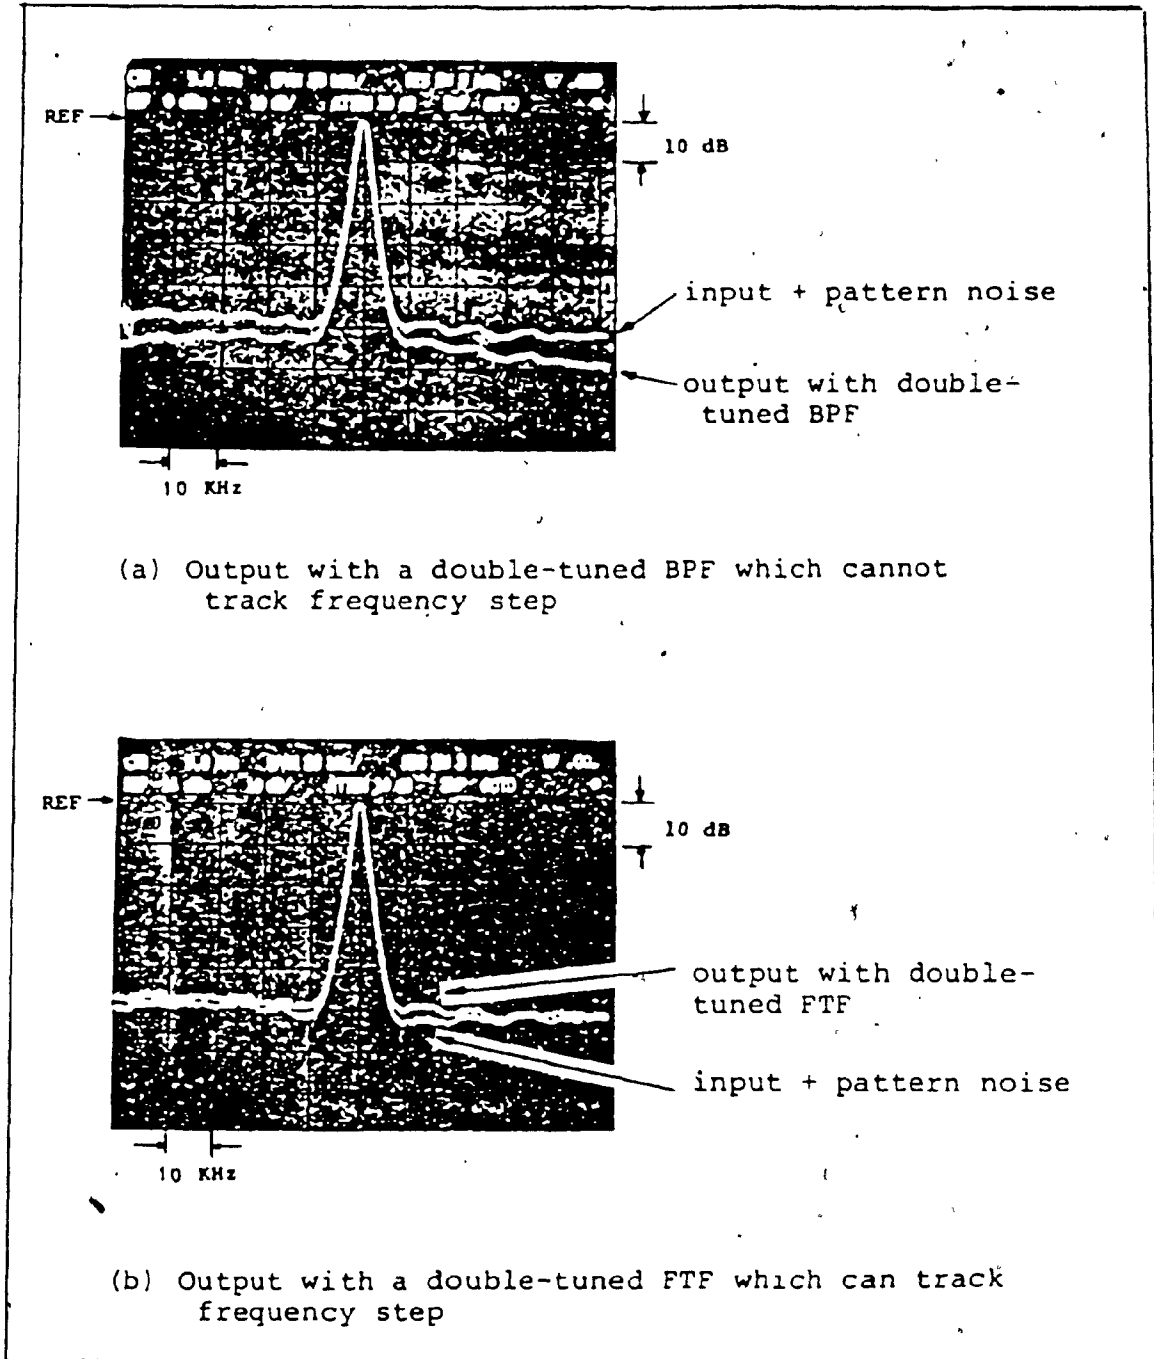 REF
10 dB
input + pattern noise
output with double-
tuned BPF
10 KHz
(a) Output with a double-tuned BPF which cannot
track frequency step
REF
10 dB
output with double-
tuned FTF
input + pattern noise
10 KHz
(b) Output with a double-tuned FTF which can track
frequency step